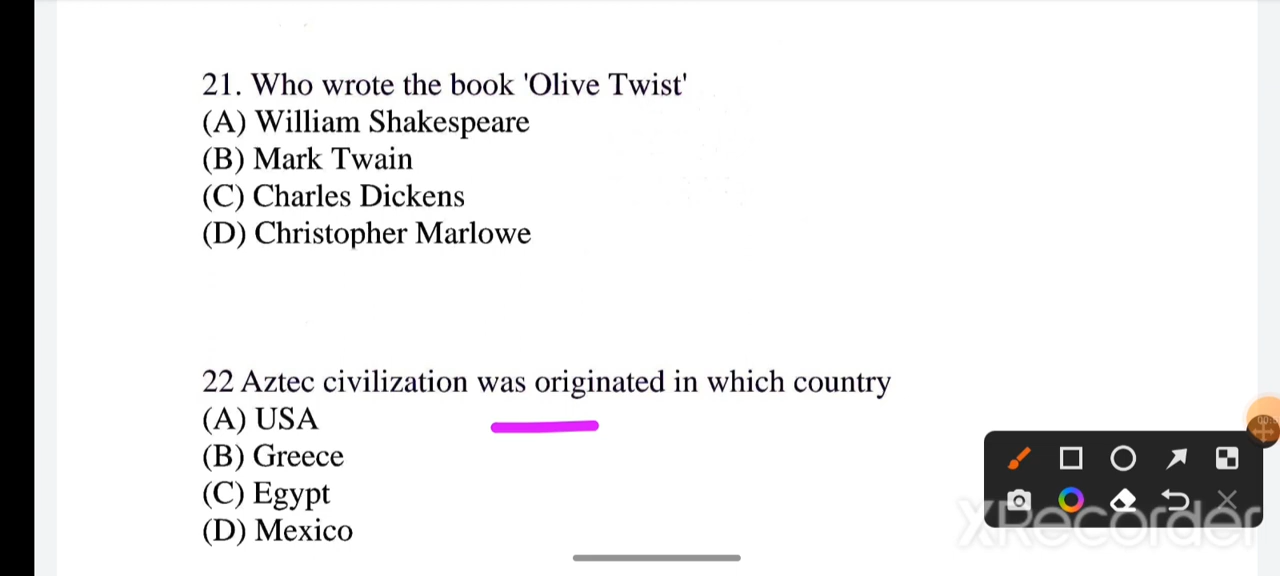 21. Who wrote the book 'Olive Twist'
(A) William Shakespeare
(B) Mark Twain
(C) Charles Dickens
(D) Christopher Marlowe
22 Aztec civilization was originated in which country
(A) USA
(B) Greece
(C) Egypt
(D) Mexico
XRecorder